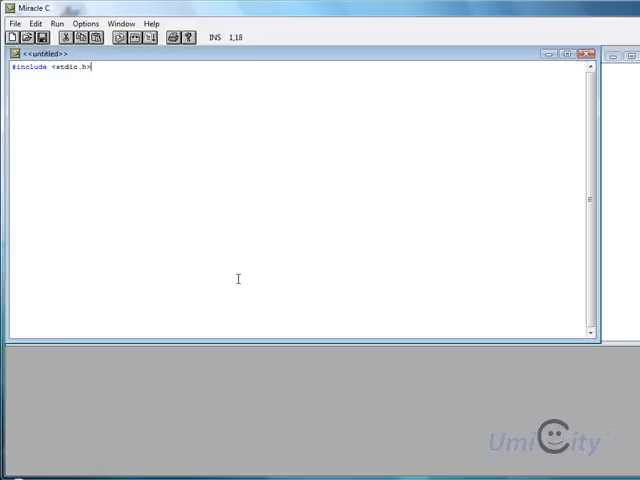 Miracle C
File Edit Run Options Window Help
INS 1,18
<<untitled>>
#include <stdio.h>
UmiCity